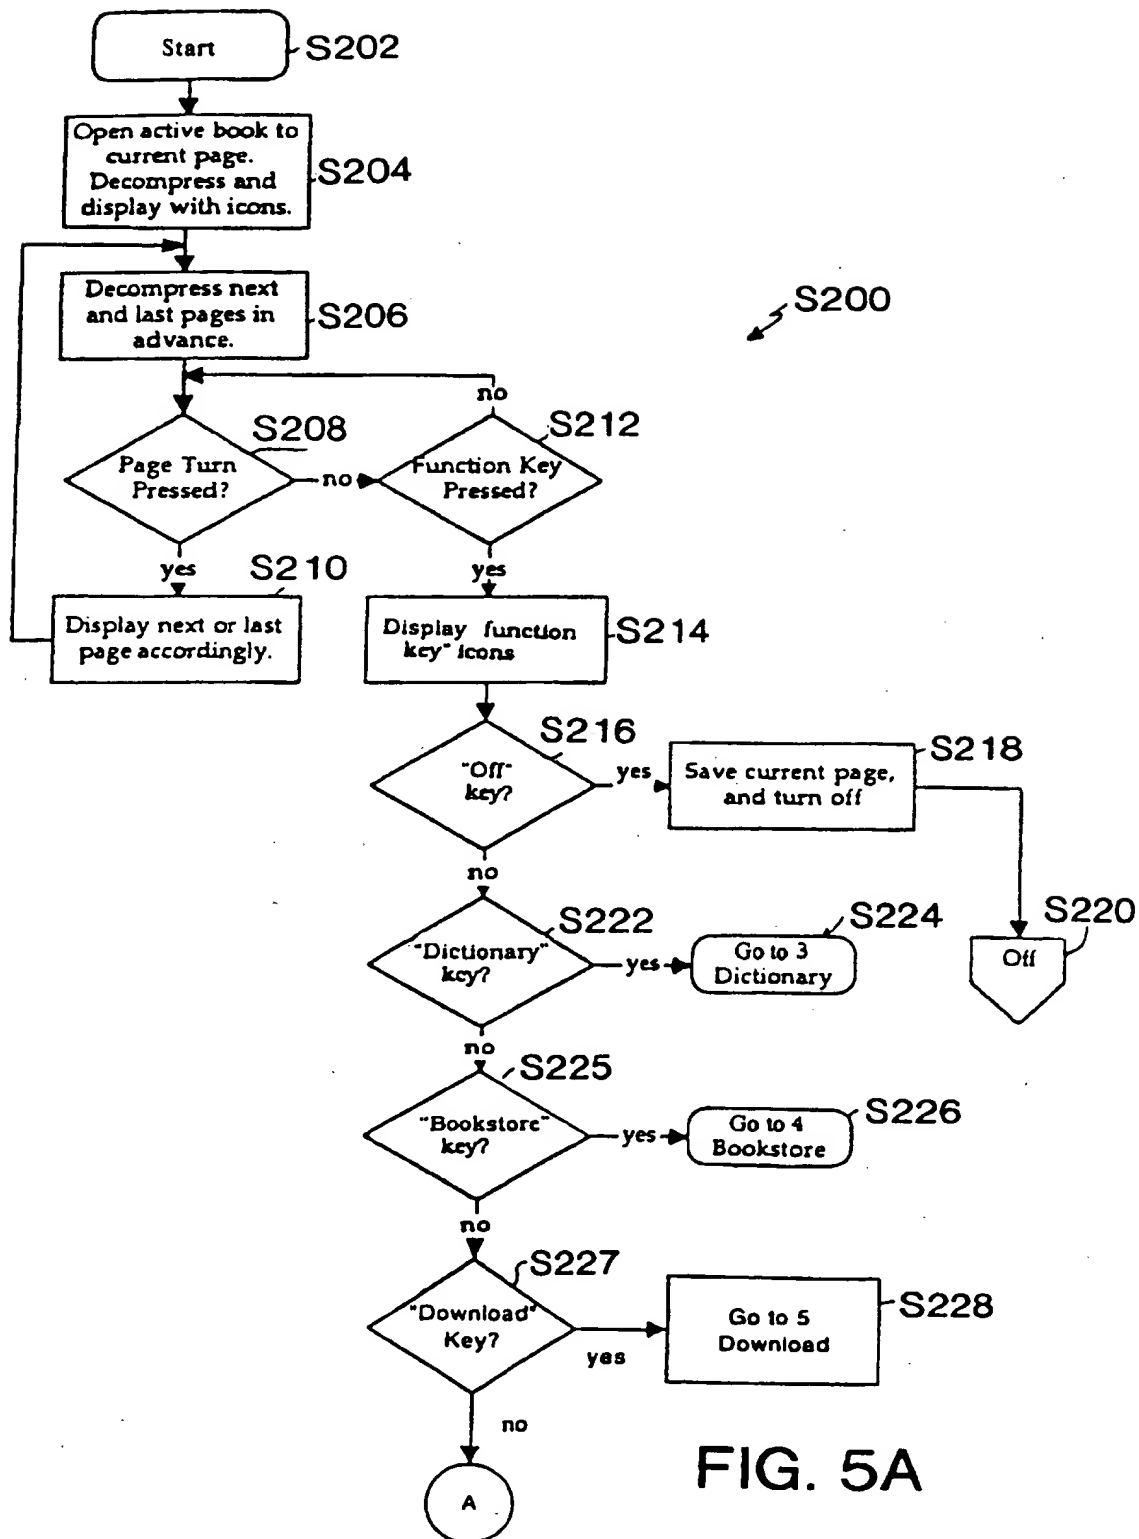 Start
S202
Open active book to
current page.
Decompress and
display with icons.
S204
Decompress next
and last pages in
advance.
S206
S200
no
S208
S212
Page Turn
Pressed?
no
Function Key
Pressed?
yes
S210
yes
Display next or last
page accordingly.
Display function
key" icons
S214
S216
"Off"
key?
yes
Save current page,
and turn off
S218
no
S222
"Dictionary"
key?
yes
Go to 3
Dictionary
S224
S220
Off
no
S225
"Bookstore"
key?
yes
Go to 4
Bookstore
S226
no
S227
"Download"
Key?
yes
Go to 5
Download
S228
no
A
FIG. 5A